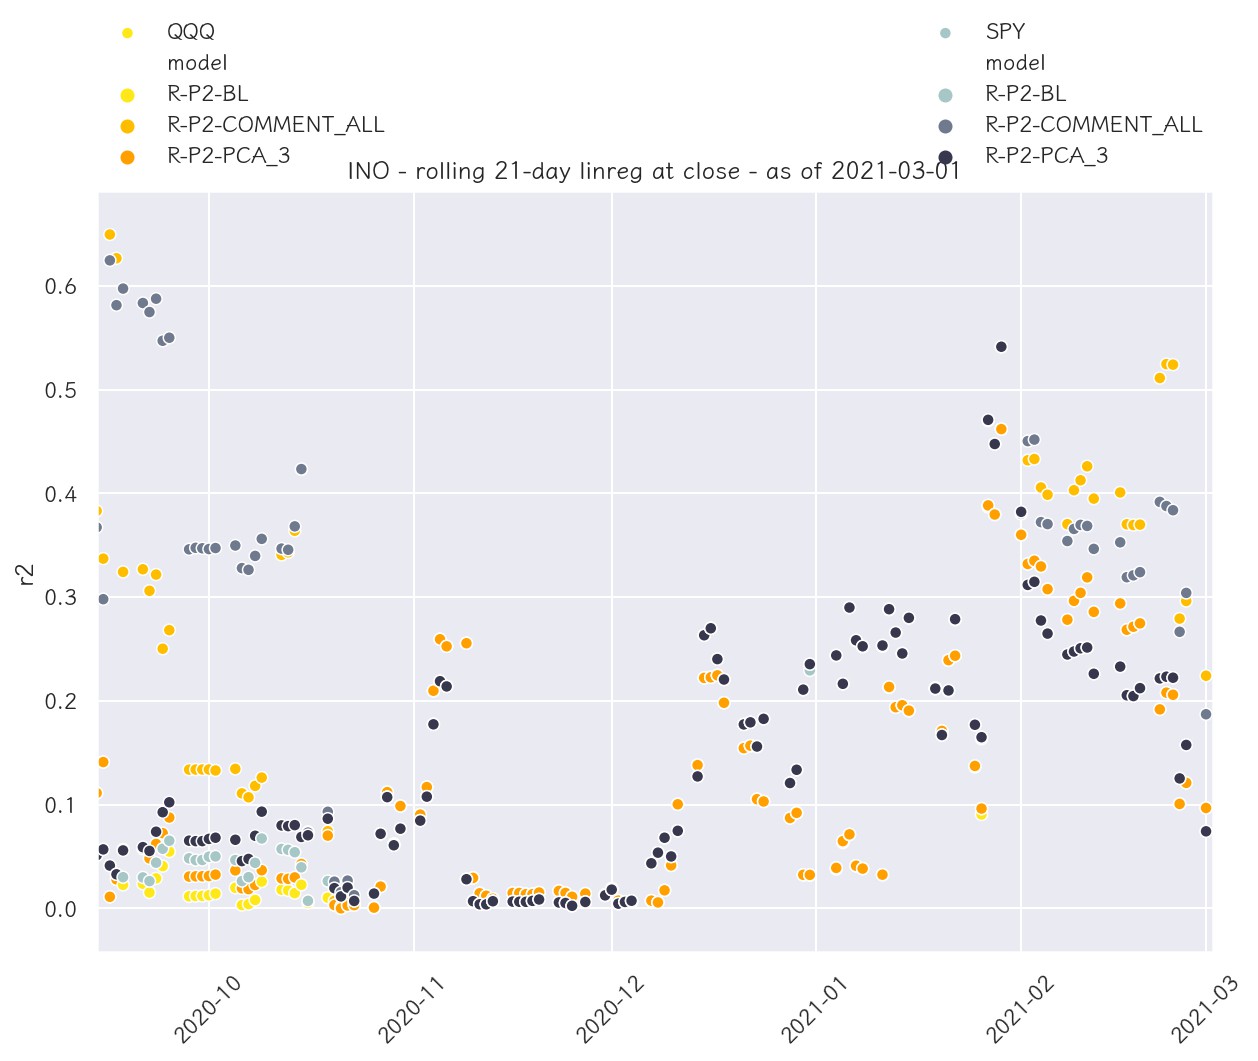 QQQ
model
R-P2-BL
R-P2-COMMENT_ALL
R-P2-PCA_3
SPY
model
R-P2-BL
R-P2-COMMENT_ALL
R-P2-PCA_3
INO - rolling 21-day linreg at close - as of 2021-03-01
r2
0.6
0.5
0.4
0.3
0.2
0.1
0.0
2020-10
2020-11
2020-12
2021-01
2021-02
2021-03